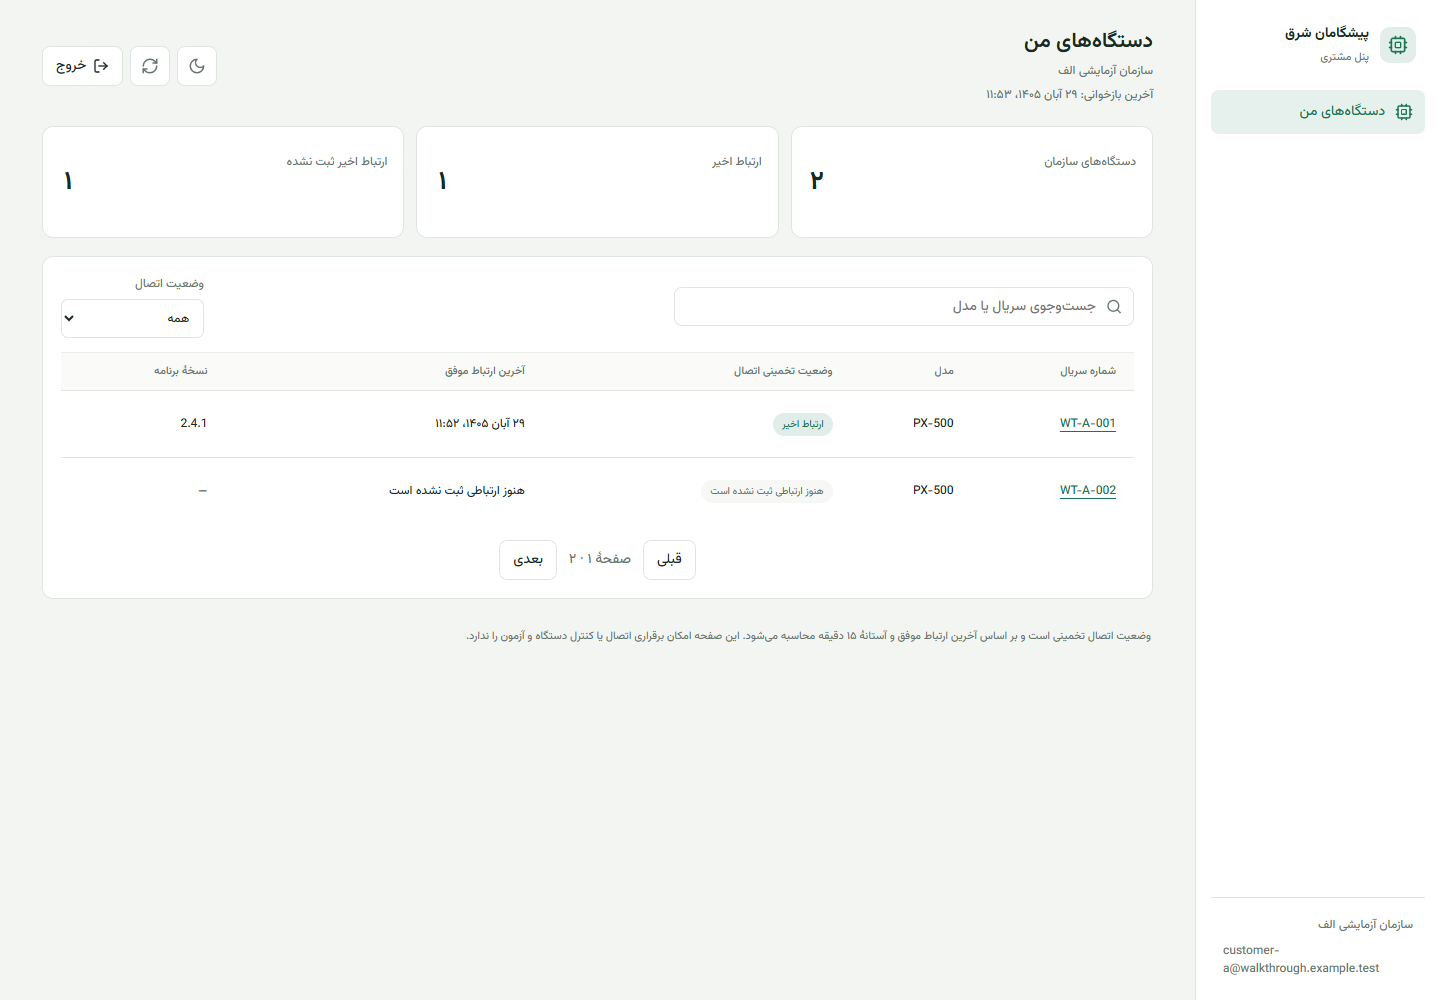 پیشگامان شرق
پنل مشتری
دستگاه‌های من
دستگاه‌های من
سازمان آزمایشی الف
آخرین بازخوانی: ۲۹ آبان ۱۴۰۵، ۱۱:۵۳
خروج
دستگاه‌های سازمان
۲
ارتباط اخیر
۱
ارتباط اخیر ثبت نشده
۱
جست‌وجوی سریال یا مدل
وضعیت اتصال
همه
شماره سریال مدل وضعیت تخمینی اتصال آخرین ارتباط موفق نسخهٔ برنامه
WT-A-001 PX-500 ارتباط اخیر ۲۹ آبان ۱۴۰۵، ۱۱:۵۲ 2.4.1
WT-A-002 PX-500 هنوز ارتباطی ثبت نشده است هنوز ارتباطی ثبت نشده است —
قبلی صفحهٔ ۱ · ۲ بعدی
وضعیت اتصال تخمینی است و بر اساس آخرین ارتباط موفق و آستانهٔ ۱۵ دقیقه محاسبه می‌شود. این صفحه امکان برقراری اتصال یا کنترل دستگاه و آزمون را ندارد.
سازمان آزمایشی الف
customer-
a@walkthrough.example.test